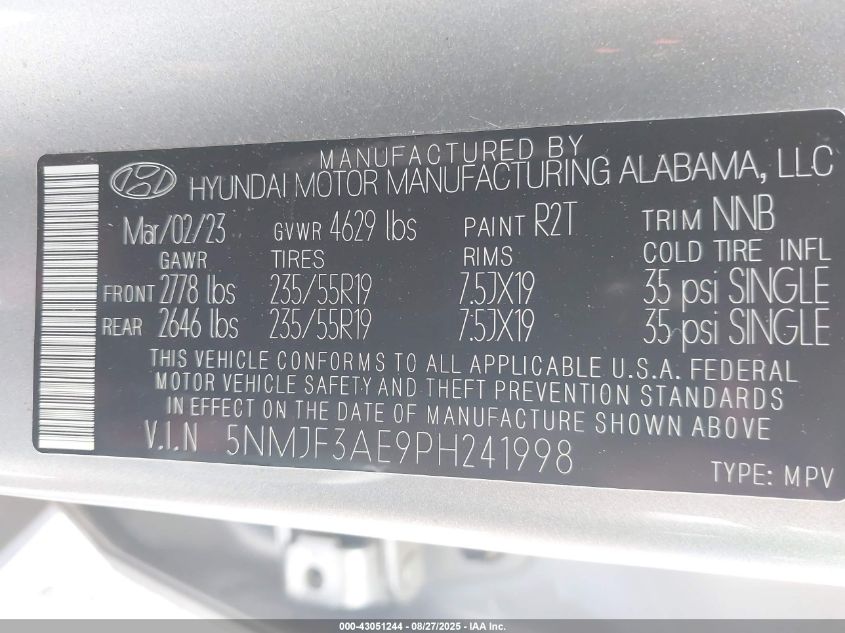 MANUFACTURED BY
HYUNDAI MOTOR MANUFACTURING ALABAMA, LLC
Mar/02/23 GVWR 4629 lbs PAINT R2T TRIM NNB
GAWR TIRES RIMS COLD TIRE INFL
FRONT 2778 lbs 235/55R19 7.5JX19 35 psi SINGLE
REAR 2646 lbs 235/55R19 7.5JX19 35 psi SINGLE
THIS VEHICLE CONFORMS TO ALL APPLICABLE U.S.A. FEDERAL
MOTOR VEHICLE SAFETY AND THEFT PREVENTION STANDARDS
IN EFFECT ON THE DATE OF MANUFACTURE SHOWN ABOVE
V.I.N 5NMJF3AE9PH241998
TYPE: MPV
000-43051244 - 08/27/2025 - IAA Inc.